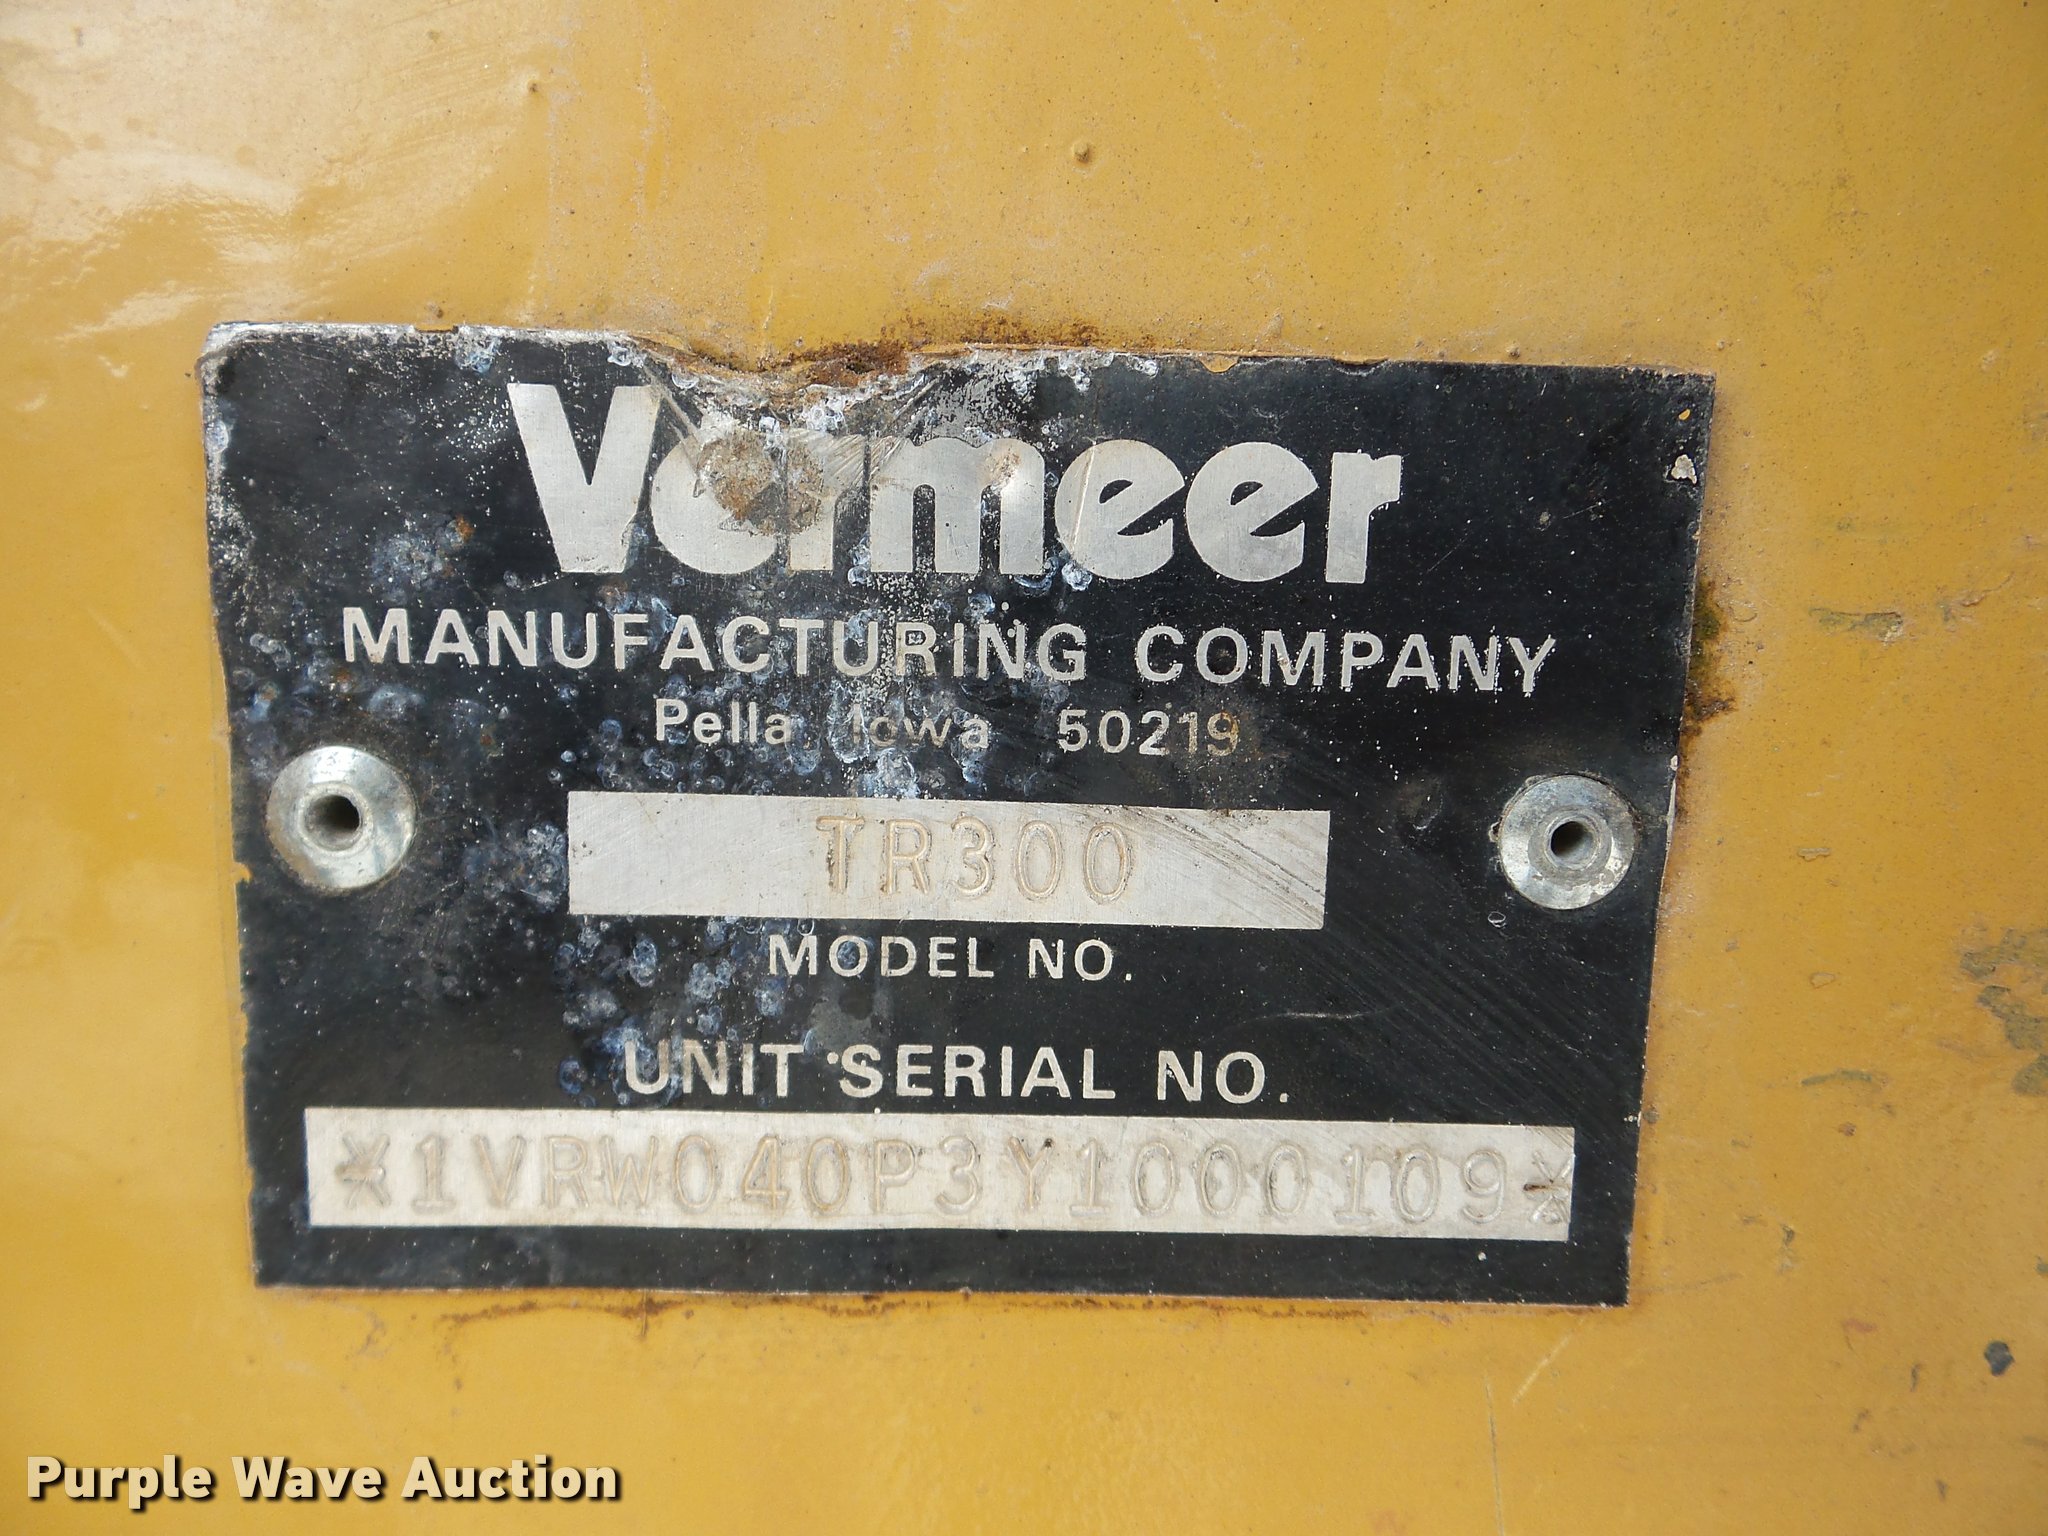 Vermeer
MANUFACTURING COMPANY
Pella, Iowa 50219
TR300
MODEL NO.
UNIT SERIAL NO.
*1VRW040P3Y1000109*
Purple Wave Auction